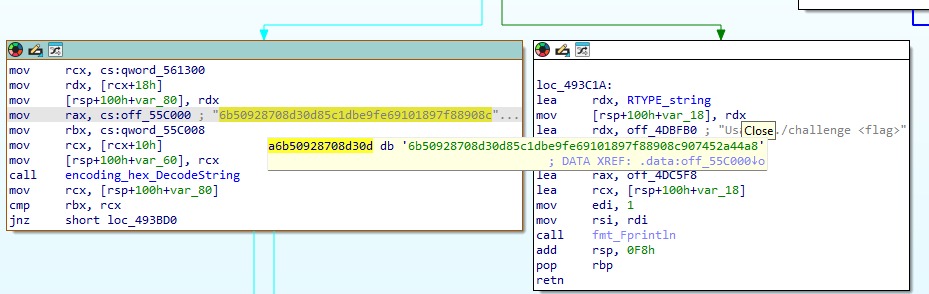 mov rcx, cs:qword_561300
mov rdx, [rcx+18h]
mov [rsp+100h+var_80], rdx
mov rax, cs:off_55C000 ; "6b50928708d30d85c1dbe9fe69101897f88908c"...
mov rbx, cs:qword_55C008
mov rcx, [rcx+10h]
mov [rsp+100h+var_60], rcx
call encoding_hex_DecodeString
mov rcx, [rsp+100h+var_80]
cmp rbx, rcx
jnz short loc_493BD0
a6b50928708d30d db '6b50928708d30d85c1dbe9fe69101897f88908c907452a44a8'
; DATA XREF: .data:off_55C000↓o
loc_493C1A:
lea rdx, RTYPE_string
mov [rsp+100h+var_18], rdx
lea rdx, off_4DBFB0 ; "Usa
Close
./challenge <flag>"
lea rax, off_4DC5F8
lea rcx, [rsp+100h+var_18]
mov edi, 1
mov rsi, rdi
call fmt_Fprintln
add rsp, 0F8h
pop rbp
retn